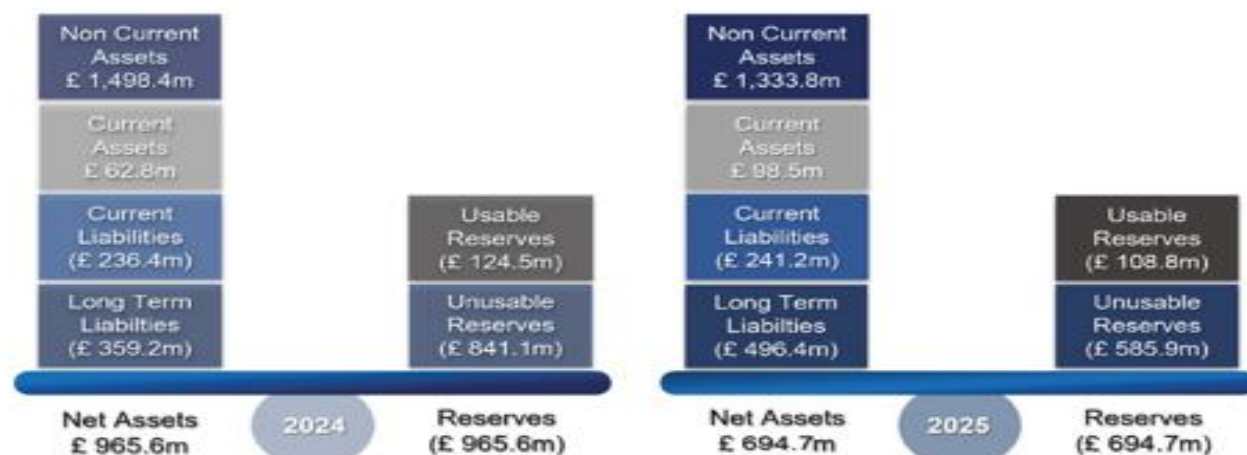 Non Current
Assets
£ 1,498.4m
Current
Assets
£ 62.8m
Current
Liabilities
(£ 236.4m)
Long Term
Liabilties
(£ 359.2m)
Usable
Reserves
(£ 124.5m)
Unusable
Reserves
(£ 841.1m)
Net Assets
£ 965.6m
2024
Reserves
(£ 965.6m)
Non Current
Assets
£ 1,333.8m
Current
Assets
£ 98.5m
Current
Liabilities
(£ 241.2m)
Long Term
Liabilties
(£ 496.4m)
Usable
Reserves
(£ 108.8m)
Unusable
Reserves
(£ 585.9m)
Net Assets
£ 694.7m
2025
Reserves
(£ 694.7m)